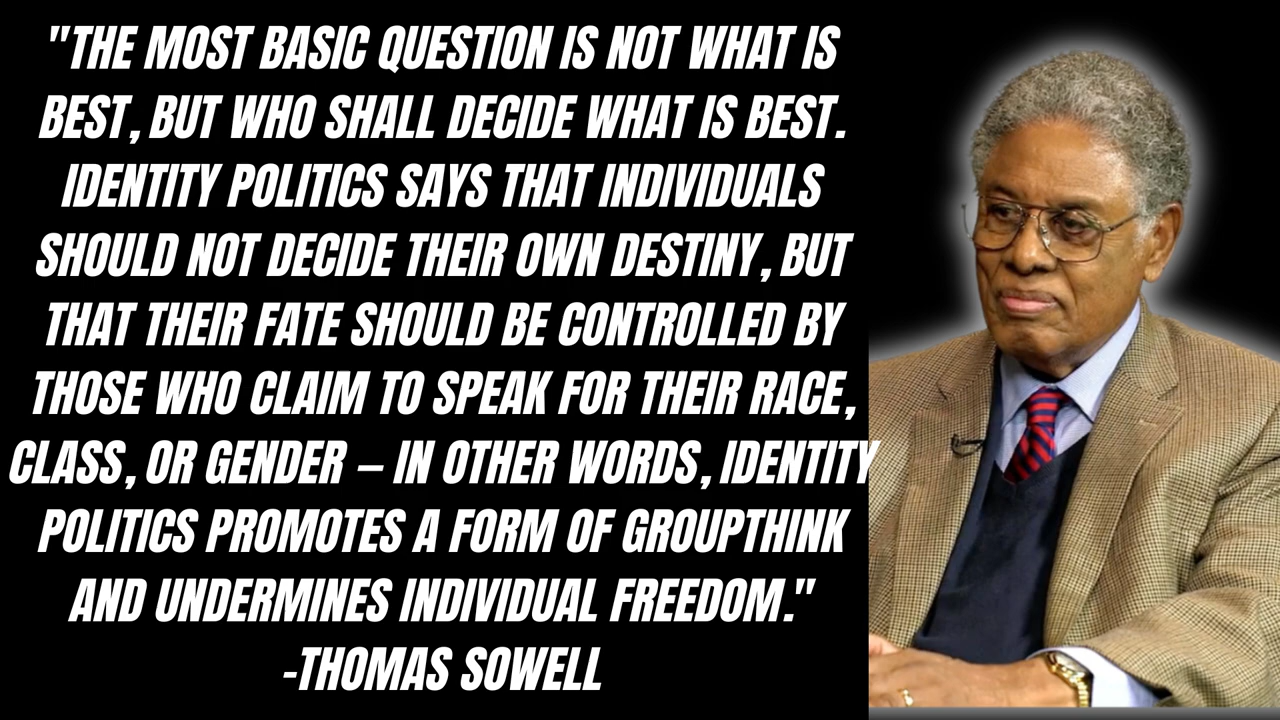 "THE MOST BASIC QUESTION IS NOT WHAT IS
BEST, BUT WHO SHALL DECIDE WHAT IS BEST.
IDENTITY POLITICS SAYS THAT INDIVIDUALS
SHOULD NOT DECIDE THEIR OWN DESTINY, BUT
THAT THEIR FATE SHOULD BE CONTROLLED BY
THOSE WHO CLAIM TO SPEAK FOR THEIR RACE,
CLASS, OR GENDER – IN OTHER WORDS, IDENTITY
POLITICS PROMOTES A FORM OF GROUPTHINK
AND UNDERMINES INDIVIDUAL FREEDOM."
-THOMAS SOWELL